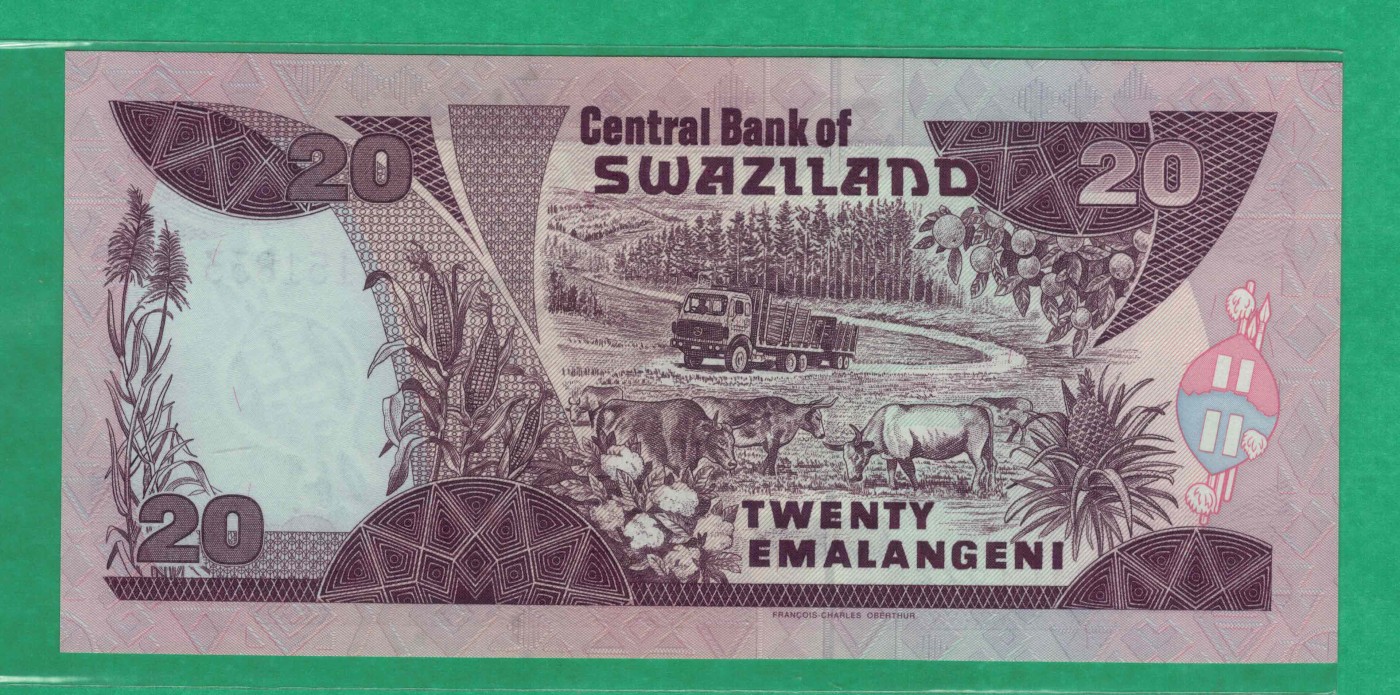 20
Central Bank of
SWAZILAND
20
20
TWENTY
EMALANGENI
FRANÇOIS-CHARLES OBERTHUR